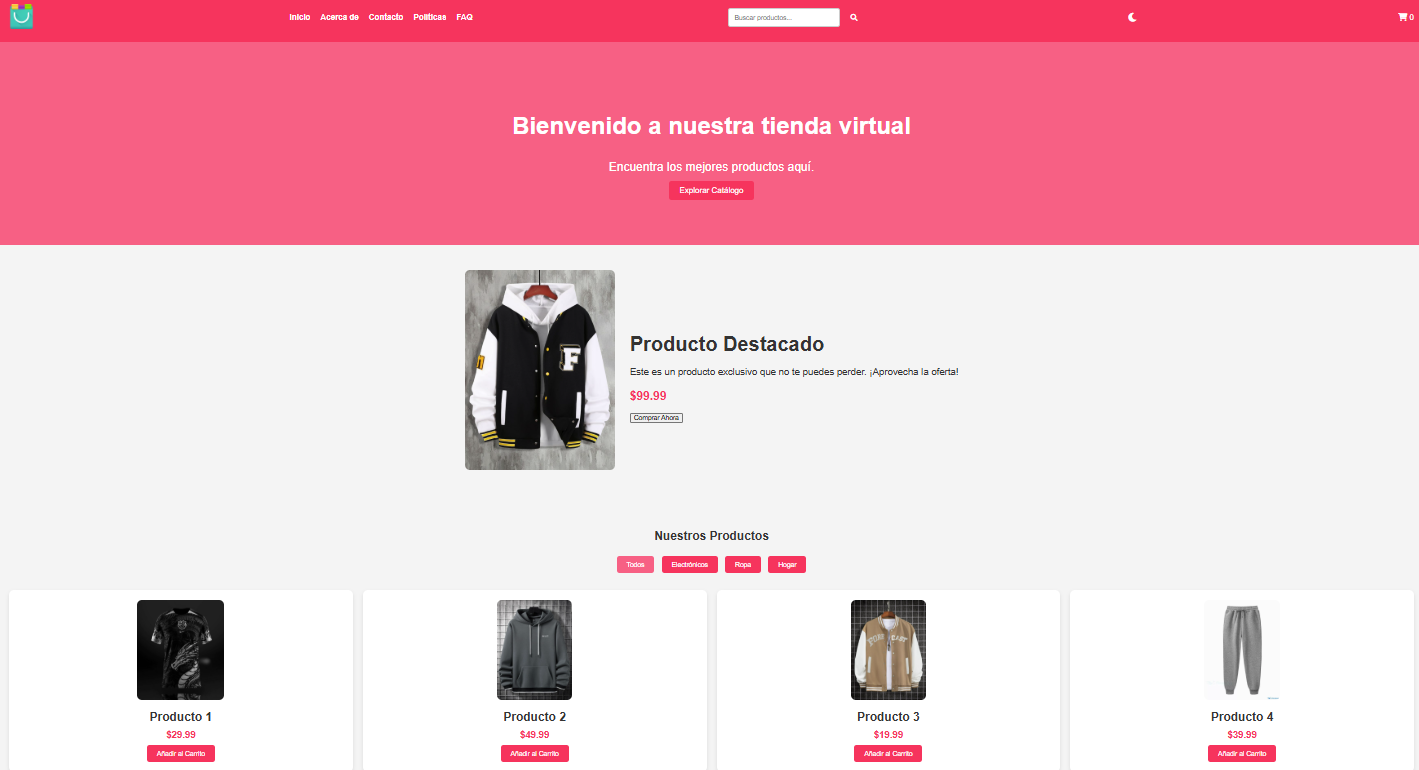 Inicio Acerca de Contacto Políticas FAQ
Buscar productos...
0
Bienvenido a nuestra tienda virtual
Encuentra los mejores productos aquí.
Explorar Catálogo
F
Producto Destacado
Este es un producto exclusivo que no te puedes perder. ¡Aprovecha la oferta!
$99.99
Comprar Ahora
Nuestros Productos
Todos Electrónicos Ropa Hogar
Producto 1
$29.99
Añadir al Carrito
Producto 2
$49.99
Añadir al Carrito
Producto 3
$19.99
Añadir al Carrito
Producto 4
$39.99
Añadir al Carrito